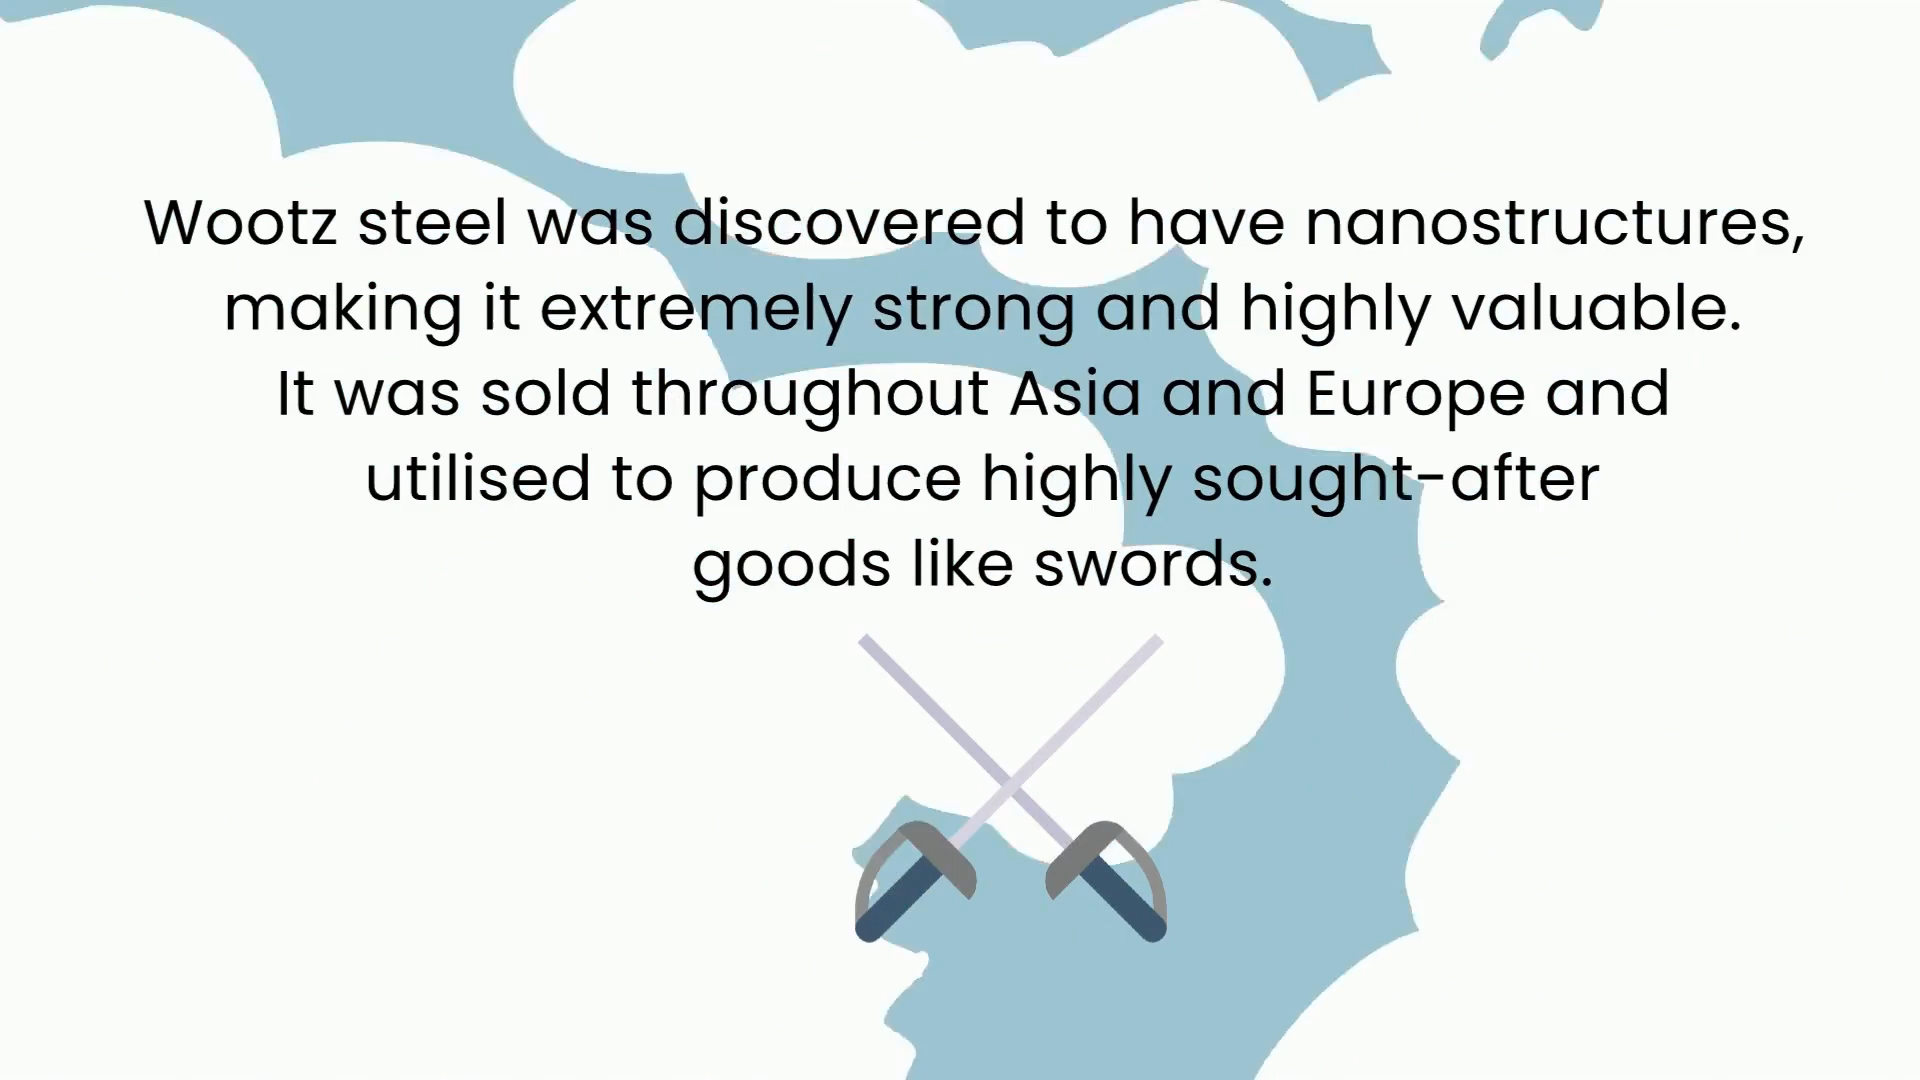 Wootz steel was discovered to have nanostructures,
making it extremely strong and highly valuable.
It was sold throughout Asia and Europe and
utilised to produce highly sought-after
goods like swords.